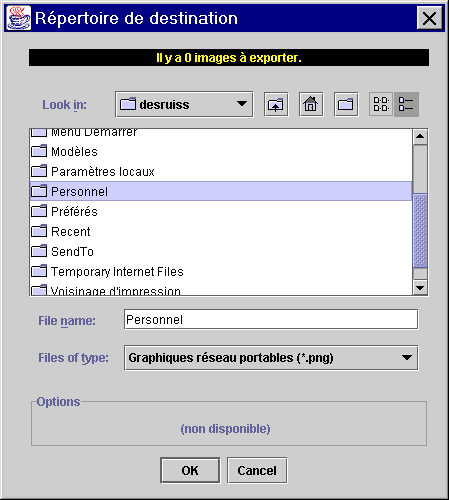 Répertoire de destination
Il y a 0 images à exporter.
Look in: desruiss
Menu Démarrer
Modèles
Paramètres locaux
Personnel
Préférés
Recent
SendTo
Temporary Internet Files
Voisinage d'impression
File name: Personnel
Files of type: Graphiques réseau portables (*.png)
Options
(non disponible)
OK Cancel